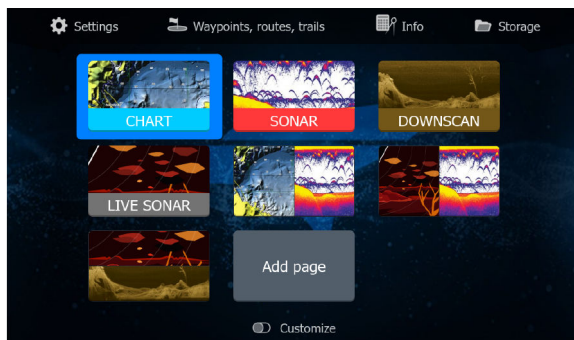 Settings
Waypoints, routes, trails
Info
Storage
CHART
SONAR
DOWNSCAN
LIVE SONAR
Add page
Customize